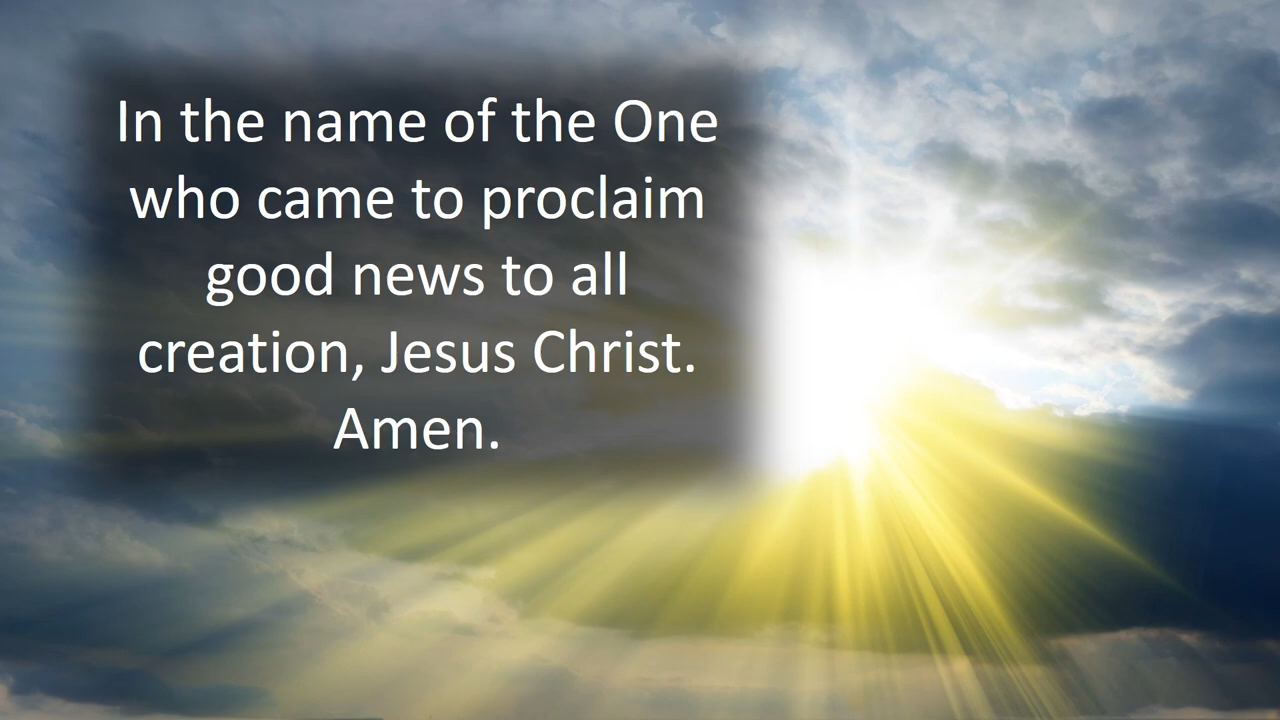 In the name of the One
who came to proclaim
good news to all
creation, Jesus Christ.
Amen.